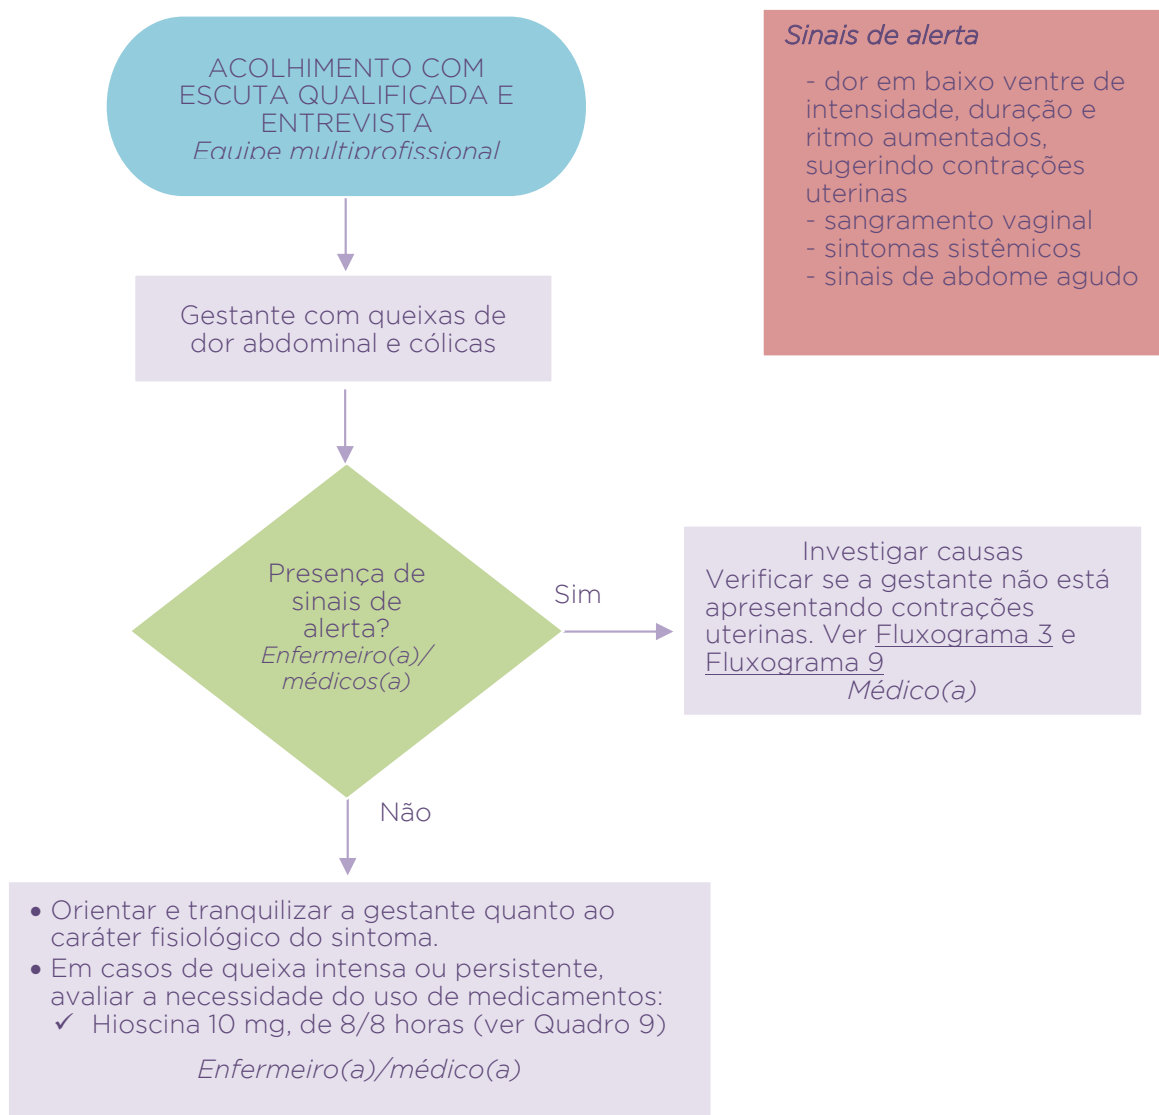 ACOLHIMENTO COM
ESCUTA QUALIFICADA E
ENTREVISTA
Equipe multiprofissional
Sinais de alerta
- dor em baixo ventre de
intensidade, duração e
ritmo aumentados,
sugerindo contrações
uterinas
- sangramento vaginal
- sintomas sistêmicos
- sinais de abdome agudo
Gestante com queixas de
dor abdominal e cólicas
Presença de
sinais de
alerta?
Enfermeiro(a)/
médicos(a)
Sim
Investigar causas
Verificar se a gestante não está
apresentando contrações
uterinas. Ver Fluxograma 3 e
Fluxograma 9
Médico(a)
Não
• Orientar e tranquilizar a gestante quanto ao
caráter fisiológico do sintoma.
• Em casos de queixa intensa ou persistente,
avaliar a necessidade do uso de medicamentos:
✓ Hioscina 10 mg, de 8/8 horas (ver Quadro 9)
Enfermeiro(a)/médico(a)